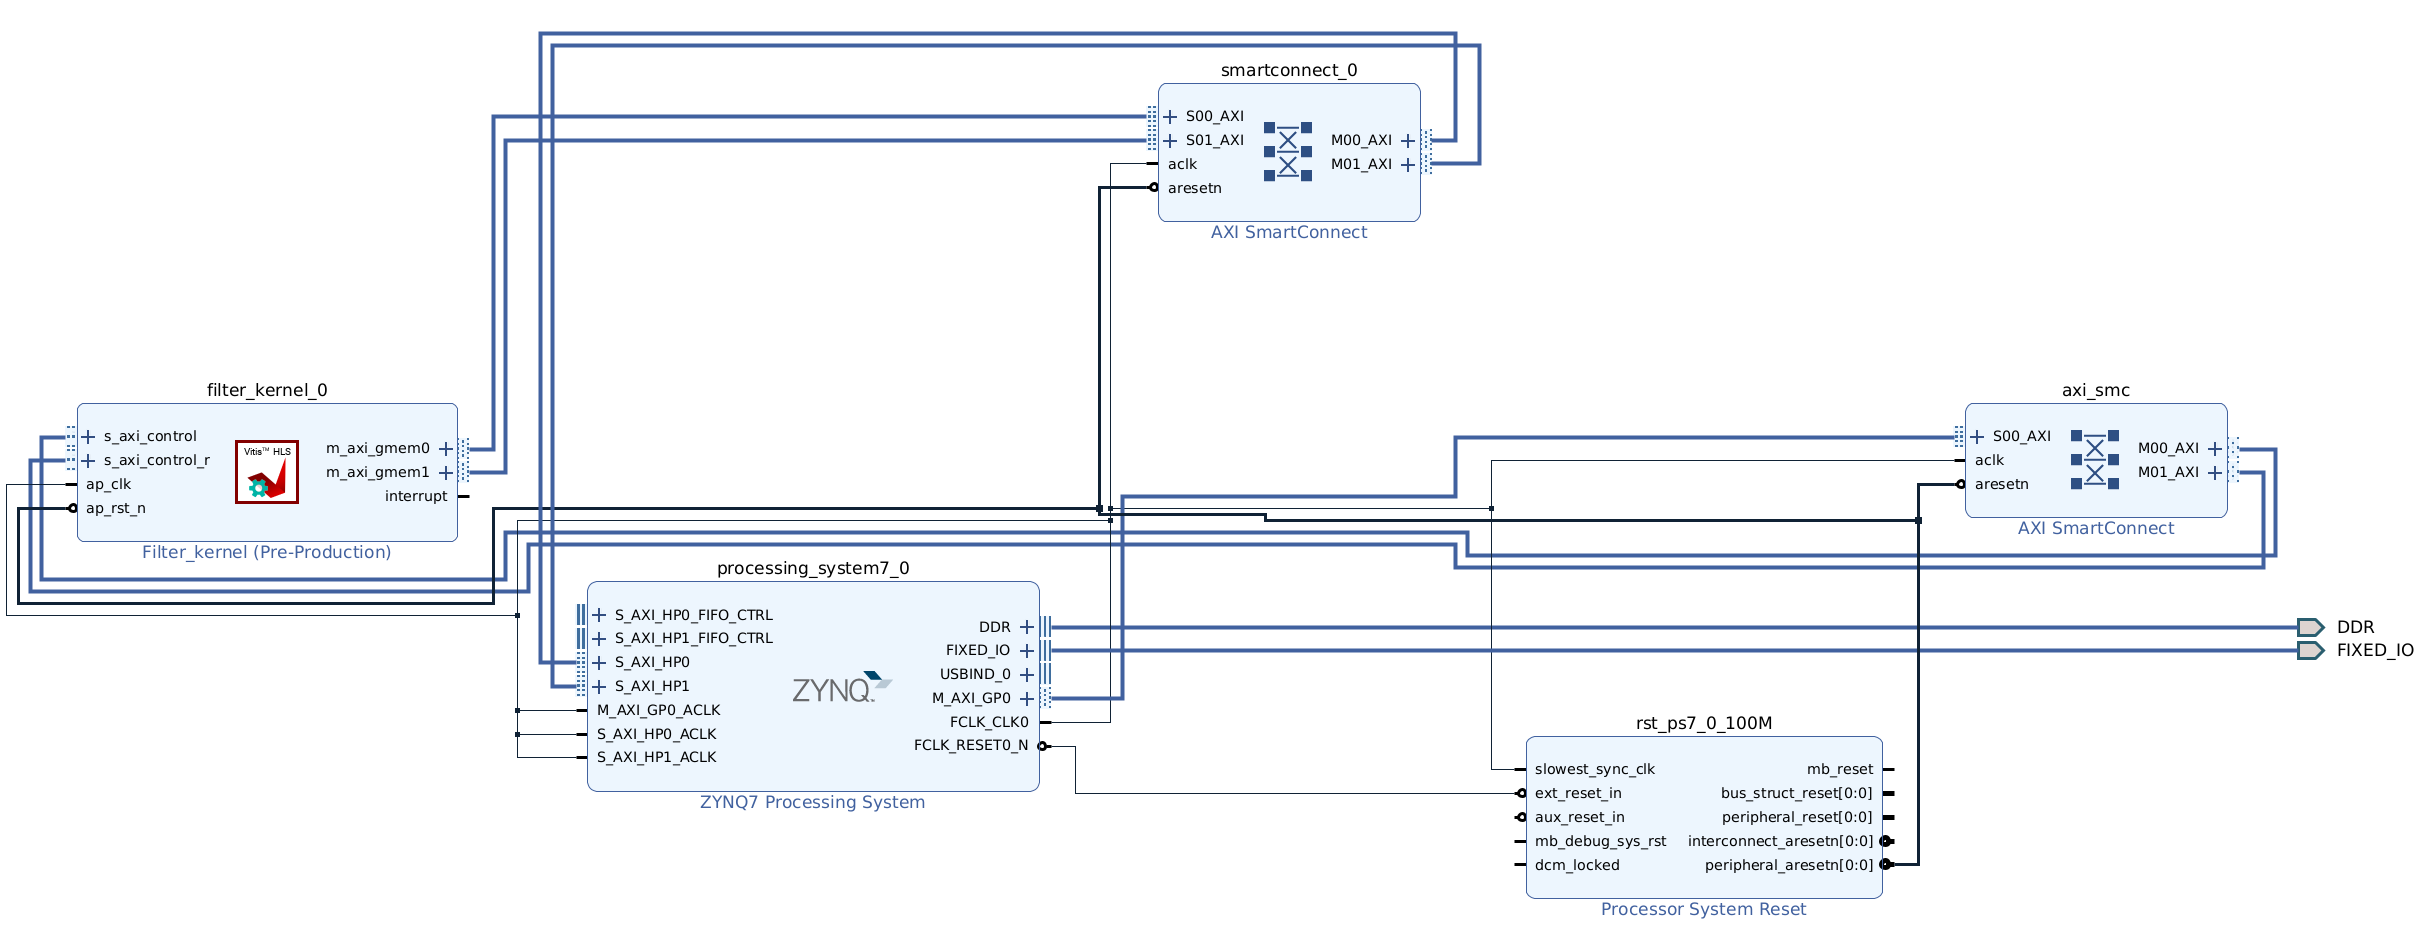 smartconnect_0
S00_AXI
S01_AXI
aclk
aresetn
M00_AXI
M01_AXI
AXI SmartConnect
filter_kernel_0
s_axi_control
s_axi_control_r
ap_clk
ap_rst_n
Vitis™ HLS
m_axi_gmem0
m_axi_gmem1
interrupt
Filter_kernel (Pre-Production)
axi_smc
S00_AXI
aclk
aresetn
M00_AXI
M01_AXI
AXI SmartConnect
processing_system7_0
S_AXI_HP0_FIFO_CTRL
S_AXI_HP1_FIFO_CTRL
S_AXI_HP0
S_AXI_HP1
M_AXI_GP0_ACLK
S_AXI_HP0_ACLK
S_AXI_HP1_ACLK
ZYNQ™
DDR
FIXED_IO
USBIND_0
M_AXI_GP0
FCLK_CLK0
FCLK_RESET0_N
ZYNQ7 Processing System
DDR
FIXED_IO
rst_ps7_0_100M
slowest_sync_clk
ext_reset_in
aux_reset_in
mb_debug_sys_rst
dcm_locked
mb_reset
bus_struct_reset[0:0]
peripheral_reset[0:0]
interconnect_aresetn[0:0]
peripheral_aresetn[0:0]
Processor System Reset